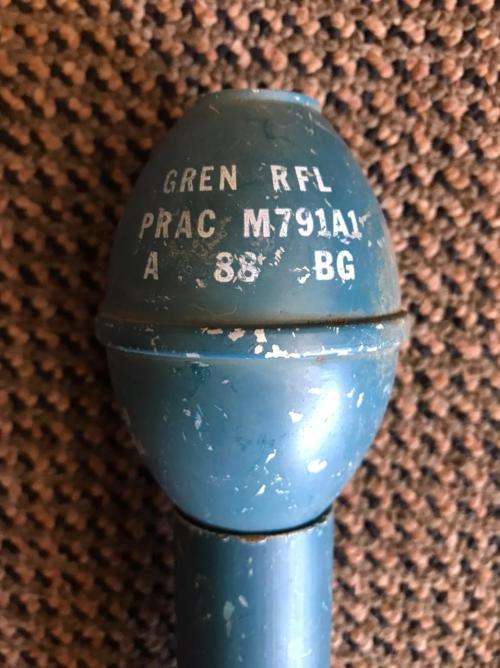 GREN RFL
PRAC M791A1
A 88 BG